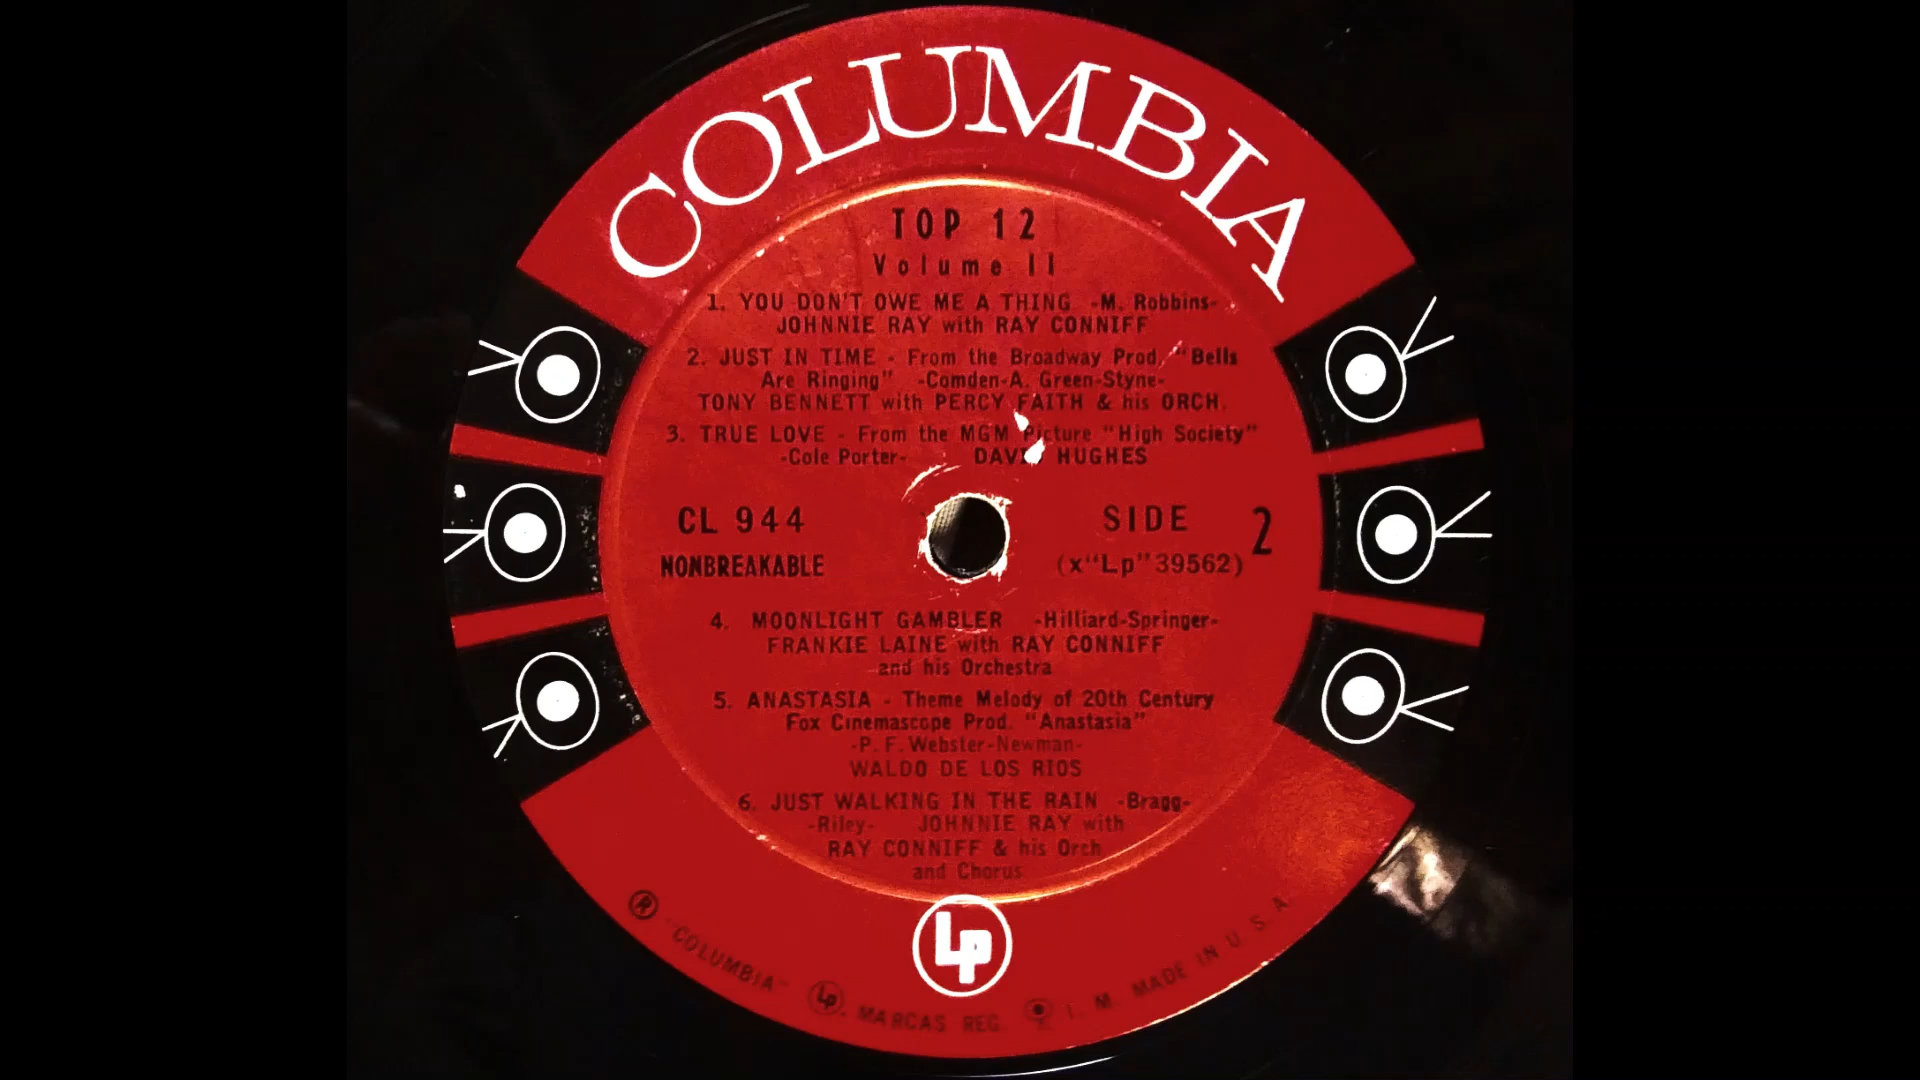 COLUMBIA
TOP 12
Volume II
1. YOU DON'T OWE ME A THING -M. Robbins-
JOHNNIE RAY with RAY CONNIFF
2. JUST IN TIME - From the Broadway Prod. "Bells
Are Ringing" -Comden-A. Green-Styne-
TONY BENNETT with PERCY FAITH & his ORCH.
3. TRUE LOVE - From the MGM Picture "High Society"
-Cole Porter- DAVID HUGHES
CL 944
NONBREAKABLE
SIDE 2
(x"Lp"39562)
4. MOONLIGHT GAMBLER -Hilliard-Springer-
FRANKIE LAINE with RAY CONNIFF
and his Orchestra
5. ANASTASIA - Theme Melody of 20th Century
Fox Cinemascope Prod. "Anastasia"
-P. F. Webster-Newman-
WALDO DE LOS RIOS
6. JUST WALKING IN THE RAIN -Bragg-
-Riley- JOHNNIE RAY with
RAY CONNIFF & his Orch
and Chorus
Lp
® "COLUMBIA" Lp. MARCAS REG. T. M. MADE IN U. S. A.